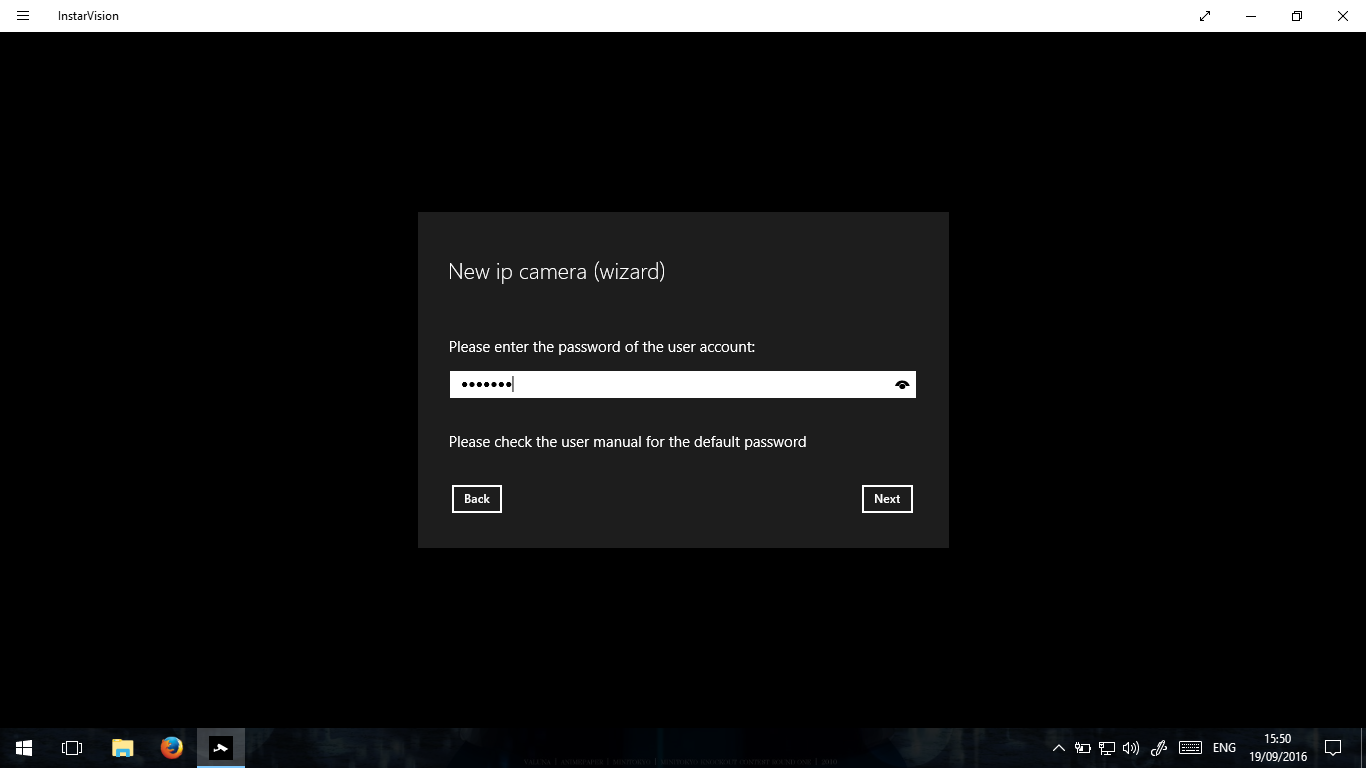 InstarVision
New ip camera (wizard)
Please enter the password of the user account:
•••••••
Please check the user manual for the default password
Back
Next
ENG
15:50
19/09/2016